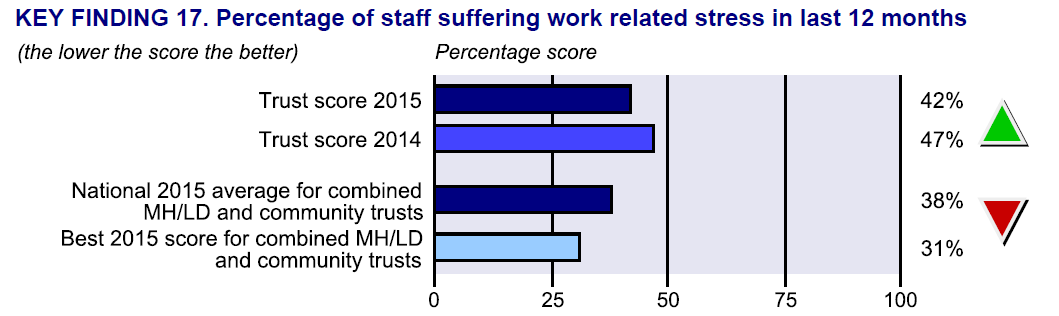 KEY FINDING 17. Percentage of staff suffering work related stress in last 12 months
(the lower the score the better)
Percentage score
Trust score 2015
42%
Trust score 2014
47%
National 2015 average for combined
MH/LD and community trusts
38%
Best 2015 score for combined MH/LD
and community trusts
31%
0 25 50 75 100